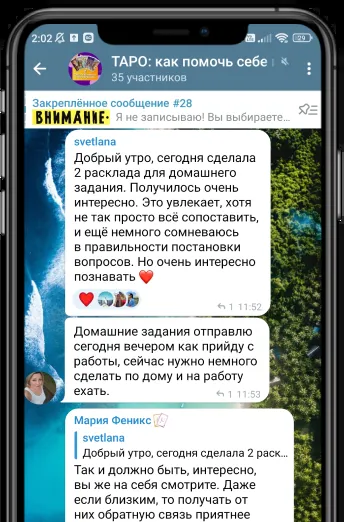 2:02
29
ТАРО: как помочь себе
35 участников
Закреплённое сообщение #28
ВНИМАНИЕ. Я не записываю! Вы выбираете...
svetlana
Добрый утро, сегодня сделала
2 расклада для домашнего
задания. Получилось очень
интересно. Это увлекает, хотя
не так просто всё сопоставить,
и ещё немного сомневаюсь
в правильности постановки
вопросов. Но очень интересно
познавать ❤️
1 11:52
Домашние задания отправлю
сегодня вечером как прийду с
работы, сейчас нужно немного
сделать по дому и на работу
ехать.
1 11:53
Мария Феникс
svetlana
Добрый утро, сегодня сделала 2 раск...
Так и должно быть, интересно,
вы же на себя смотрите. Даже
если близким, то получать от
них обратную связь приятнее